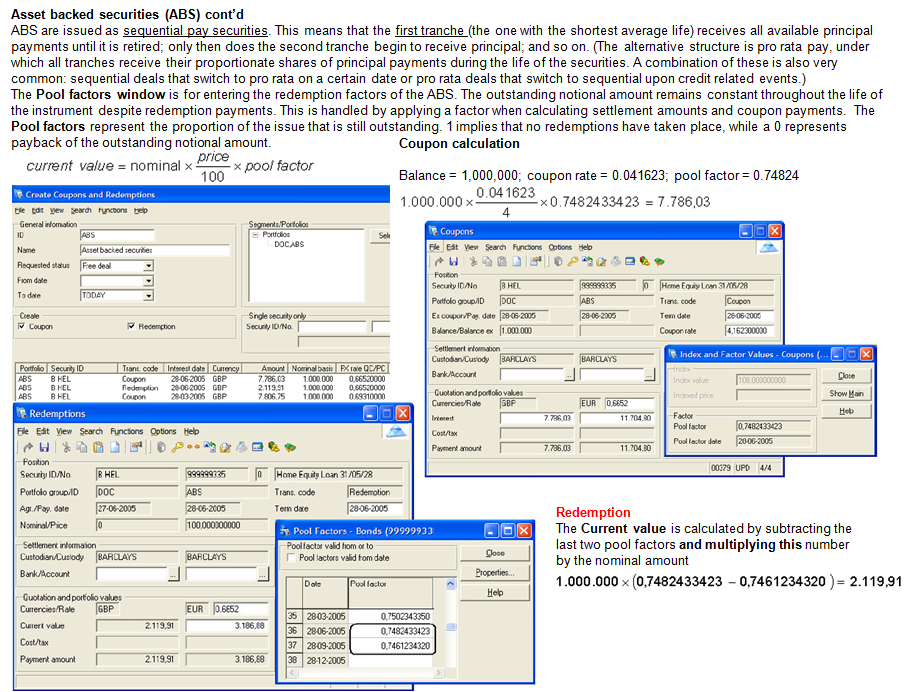 Asset backed securities (ABS) cont'd
ABS are issued as sequential pay securities. This means that the first tranche (the one with the shortest average life) receives all available principal
payments until it is retired; only then does the second tranche begin to receive principal; and so on. (The alternative structure is pro rata pay, under
which all tranches receive their proportionate shares of principal payments during the life of the securities. A combination of these is also very
common: sequential deals that switch to pro rata on a certain date or pro rata deals that switch to sequential upon credit related events.)
The Pool factors window is for entering the redemption factors of the ABS. The outstanding notional amount remains constant throughout the life of
the instrument despite redemption payments. This is handled by applying a factor when calculating settlement amounts and coupon payments. The
Pool factors represent the proportion of the issue that is still outstanding. 1 implies that no redemptions have taken place, while a 0 represents
payback of the outstanding notional amount.
current value = nominal × price / 100 × pool factor
Coupon calculation
Balance = 1,000,000; coupon rate = 0.041623; pool factor = 0.74824
1.000.000 × 0.041623 / 4 × 0.7482433423 = 7.786,03
Create Coupons and Redemptions
File Edit View Search Functions Help
General information
ID ABS
Name Asset backed securities
Requested status Free deal
From date
To date TODAY
Segments/Portfolios
Portfolios
DOC,ABS
Sele
Create
Coupon
Redemption
Single security only
Security ID/No.
Portfolio Security ID Trans. code Interest date Currency Amount Nominal basis FX rate QC/PC
ABS B HEL Coupon 28-06-2005 GBP 7.786,03 1.000.000 0,66520000
ABS B HEL Redemption 28-06-2005 GBP 2.119,91 1.000.000 0,66520000
ABS B HEL Coupon 28-03-2005 GBP 7.806,75 1.000.000 0,69310000
Coupons
File Edit View Search Functions Options Help
Position
Security ID/No B HEL 999999335 0 Home Equity Loan 31/05/28
Portfolio group/ID DOC ABS Trans. code Coupon
Ex coupon/Pay. date 28-06-2005 28-06-2005 Term date 28-06-2005
Balance/Balance ex 1.000.000 Coupon rate 4,162300000
Settlement information
Custodian/Custody BARCLAYS BARCLAYS
Bank/Account
Quotation and portfolio values
Currencies/Rate GBP EUR 0,6652
Interest 7.786,03 11.704,80
Cost/tax
Payment amount 7.786,03 11.704,80
00379 UPD 4/4
Index and Factor Values - Coupons (...
Index
Index value 100.000000000
Indexed price
Factor
Pool factor 0,7482433423
Pool factor date 28-06-2005
Close
Show Main
Help
Redemptions
File Edit View Search Functions Options Help
Position
Security ID/No B HEL 999999335 0 Home Equity Loan 31/05/28
Portfolio group/ID DOC ABS Trans. code Redemption
Agr./Pay. date 27-06-2005 28-06-2005 Term date 28-06-2005
Nominal/Price 0 100.000000000
Settlement information
Custodian/Custody BARCLAYS BARCLAYS
Bank/Account
Quotation and portfolio values
Currencies/Rate GBP EUR 0.6652
Current value 2.119,91 3.186,88
Cost/tax
Payment amount 2.119,91 3.186,88
Pool Factors - Bonds (99999933
Pool factor valid from or to
Pool factors valid from date
Date Pool factor
35 28-03-2005 0,7502343350
36 28-06-2005 0,7482433423
37 28-09-2005 0,7461234320
38 28-12-2005
Close
Properties...
Help
Redemption
The Current value is calculated by subtracting the
last two pool factors and multiplying this number
by the nominal amount
1.000.000 × (0,7482433423 – 0,7461234320) = 2.119,91